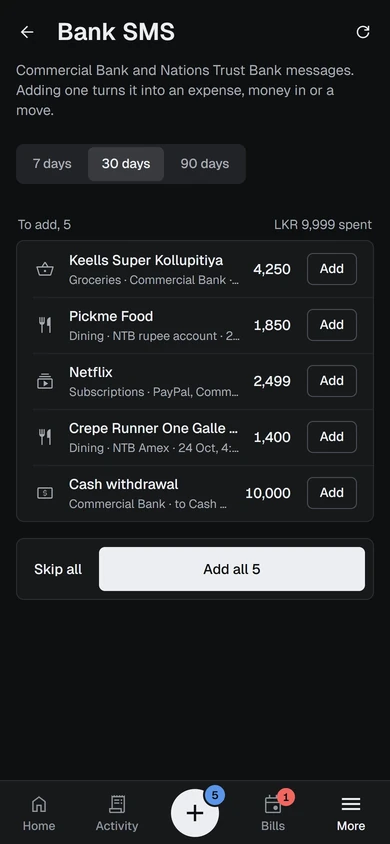 Bank SMS
Commercial Bank and Nations Trust Bank messages.
Adding one turns it into an expense, money in or a
move.
7 days 30 days 90 days
To add, 5 LKR 9,999 spent
Keells Super Kollupitiya
Groceries · Commercial Bank ·…
4,250 Add
Pickme Food
Dining · NTB rupee account · 2…
1,850 Add
Netflix
Subscriptions · PayPal, Comm…
2,499 Add
Crepe Runner One Galle …
Dining · NTB Amex · 24 Oct, 4:…
1,400 Add
Cash withdrawal
Commercial Bank · to Cash …
10,000 Add
Skip all Add all 5
5
1
Home Activity Bills More